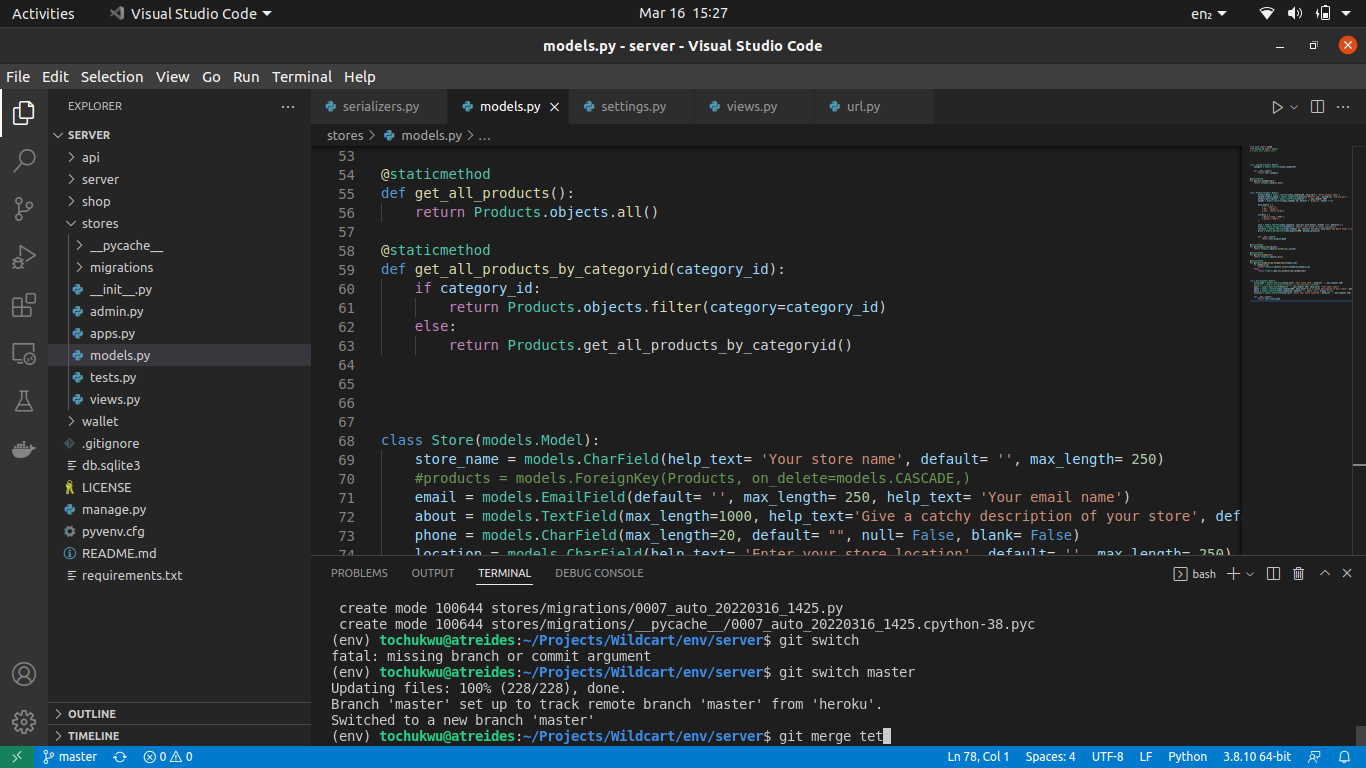 Activities Visual Studio Code Mar 16 15:27 en₂
models.py - server - Visual Studio Code
File Edit Selection View Go Run Terminal Help
EXPLORER
SERVER
api
server
shop
stores
__pycache__
migrations
__init__.py
admin.py
apps.py
models.py
tests.py
views.py
wallet
.gitignore
db.sqlite3
LICENSE
manage.py
pyvenv.cfg
README.md
requirements.txt
OUTLINE
TIMELINE
serializers.py models.py settings.py views.py url.py
stores > models.py > ...
53
54 @staticmethod
55 def get_all_products():
56 return Products.objects.all()
57
58 @staticmethod
59 def get_all_products_by_categoryid(category_id):
60 if category_id:
61 return Products.objects.filter(category=category_id)
62 else:
63 return Products.get_all_products_by_categoryid()
64
65
66
67
68 class Store(models.Model):
69 store_name = models.CharField(help_text= 'Your store name', default= '', max_length= 250)
70 #products = models.ForeignKey(Products, on_delete=models.CASCADE,)
71 email = models.EmailField(default= '', max_length= 250, help_text= 'Your email name')
72 about = models.TextField(max_length=1000, help_text='Give a catchy description of your store', def
73 phone = models.CharField(max_length=20, default= "", null= False, blank= False)
74 location = models.CharField(help_text= 'Enter your store location', default= '', max_length= 250)
PROBLEMS OUTPUT TERMINAL DEBUG CONSOLE bash
create mode 100644 stores/migrations/0007_auto_20220316_1425.py
create mode 100644 stores/migrations/__pycache__/0007_auto_20220316_1425.cpython-38.pyc
(env) tochukwu@atreides:~/Projects/Wildcart/env/server$ git switch
fatal: missing branch or commit argument
(env) tochukwu@atreides:~/Projects/Wildcart/env/server$ git switch master
Updating files: 100% (228/228), done.
Branch 'master' set up to track remote branch 'master' from 'heroku'.
Switched to a new branch 'master'
(env) tochukwu@atreides:~/Projects/Wildcart/env/server$ git merge tet
master 0 0 Ln 78, Col 1 Spaces: 4 UTF-8 LF Python 3.8.10 64-bit